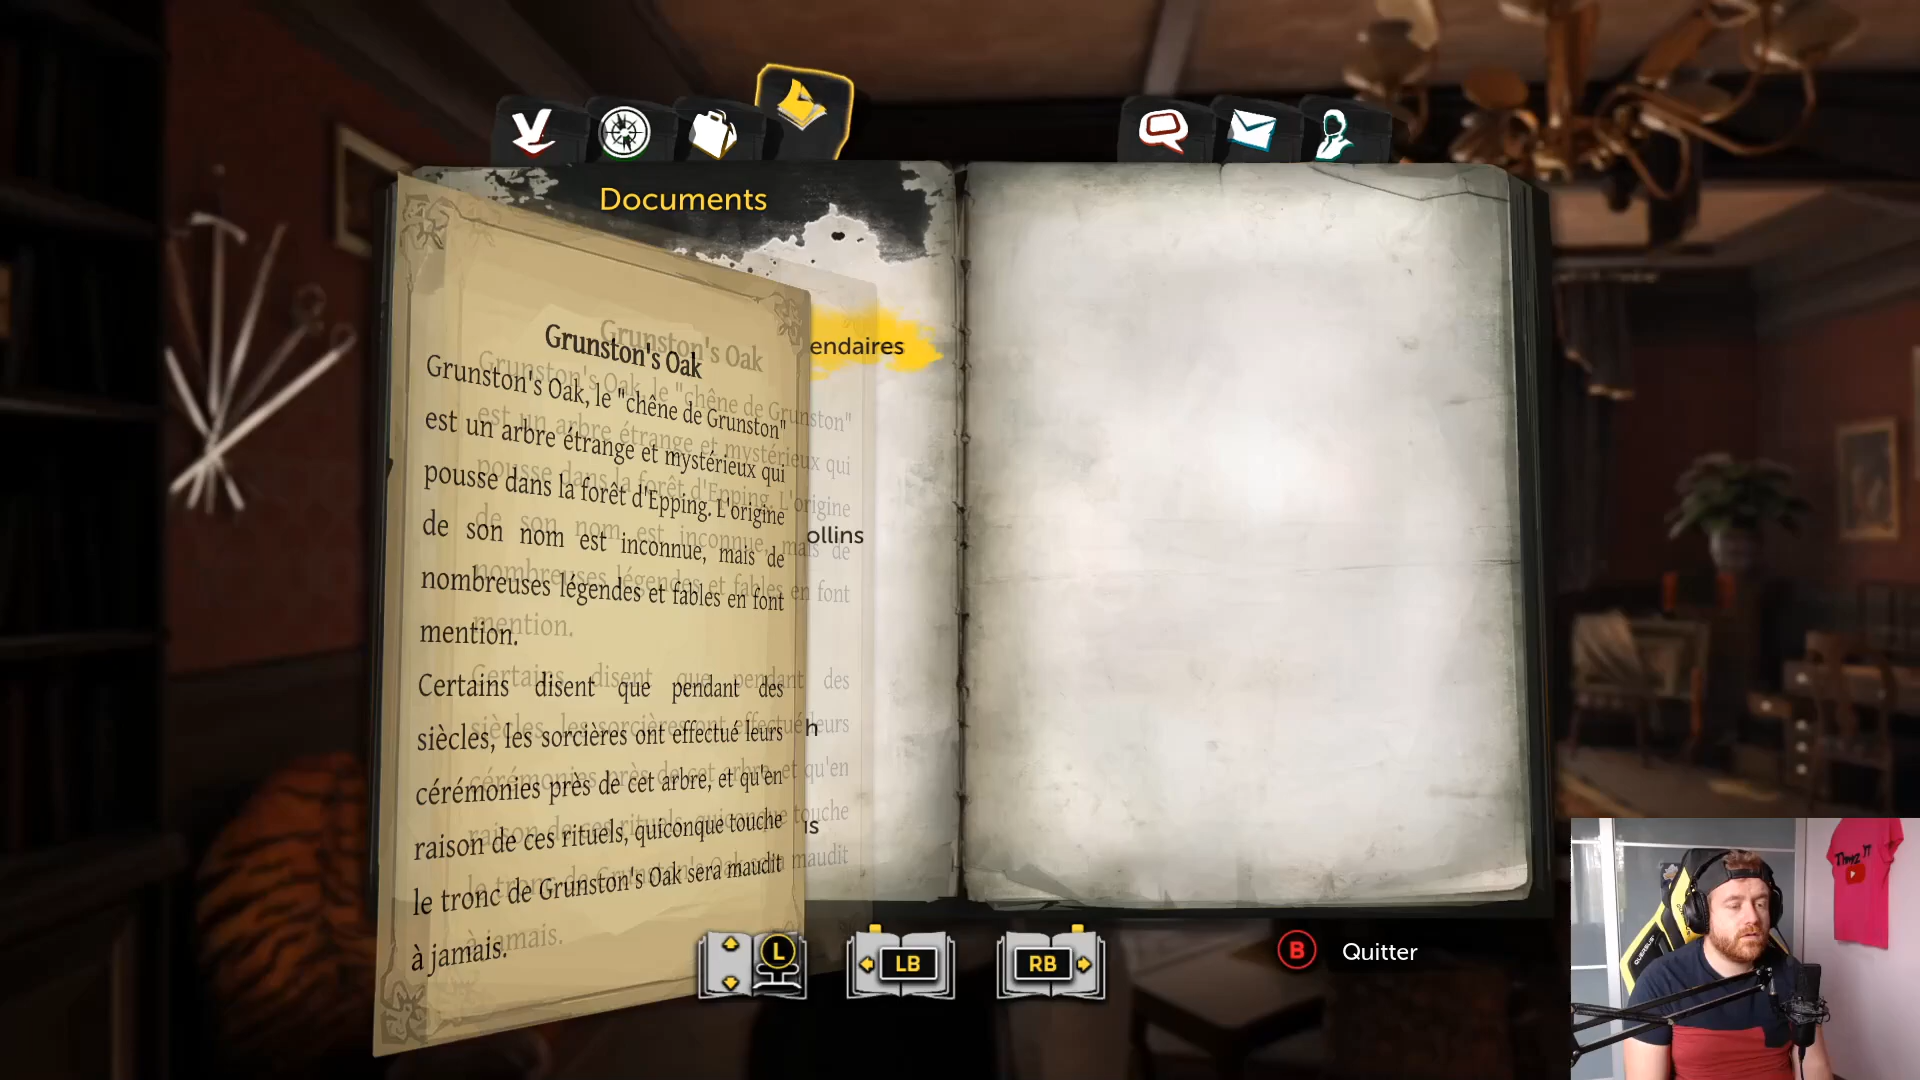 Documents
Grunston's Oak
Grunston's Oak, le "chêne de Grunston"
est un arbre étrange et mystérieux qui
pousse dans la forêt d'Epping. L'origine
de son nom est inconnue, mais de
nombreuses légendes et fables en font
mention.
Certains disent que pendant des
siècles, les sorcières ont effectué leurs
cérémonies près de cet arbre, et qu'en
raison de ces rituels, quiconque touche
le tronc de Grunston's Oak sera maudit
à jamais.
endaires
ollins
h
is
L
LB
RB
B Quitter